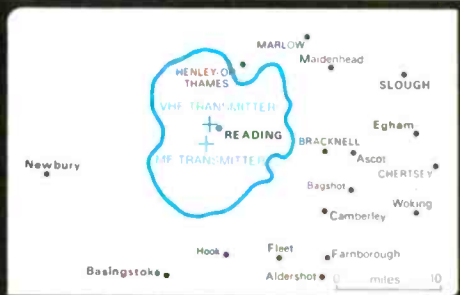 MARLOW
Maidenhead
HENLEY-ON
THAMES
SLOUGH
VHF TRANSMITTER
READING
Egham
BRACKNELL
MF TRANSMITTER
Ascot
Newbury
CHERTSEY
Bagshot
Woking
Camberley
Hook
Fleet
Farnborough
Basingstoke
Aldershot
0 miles 10